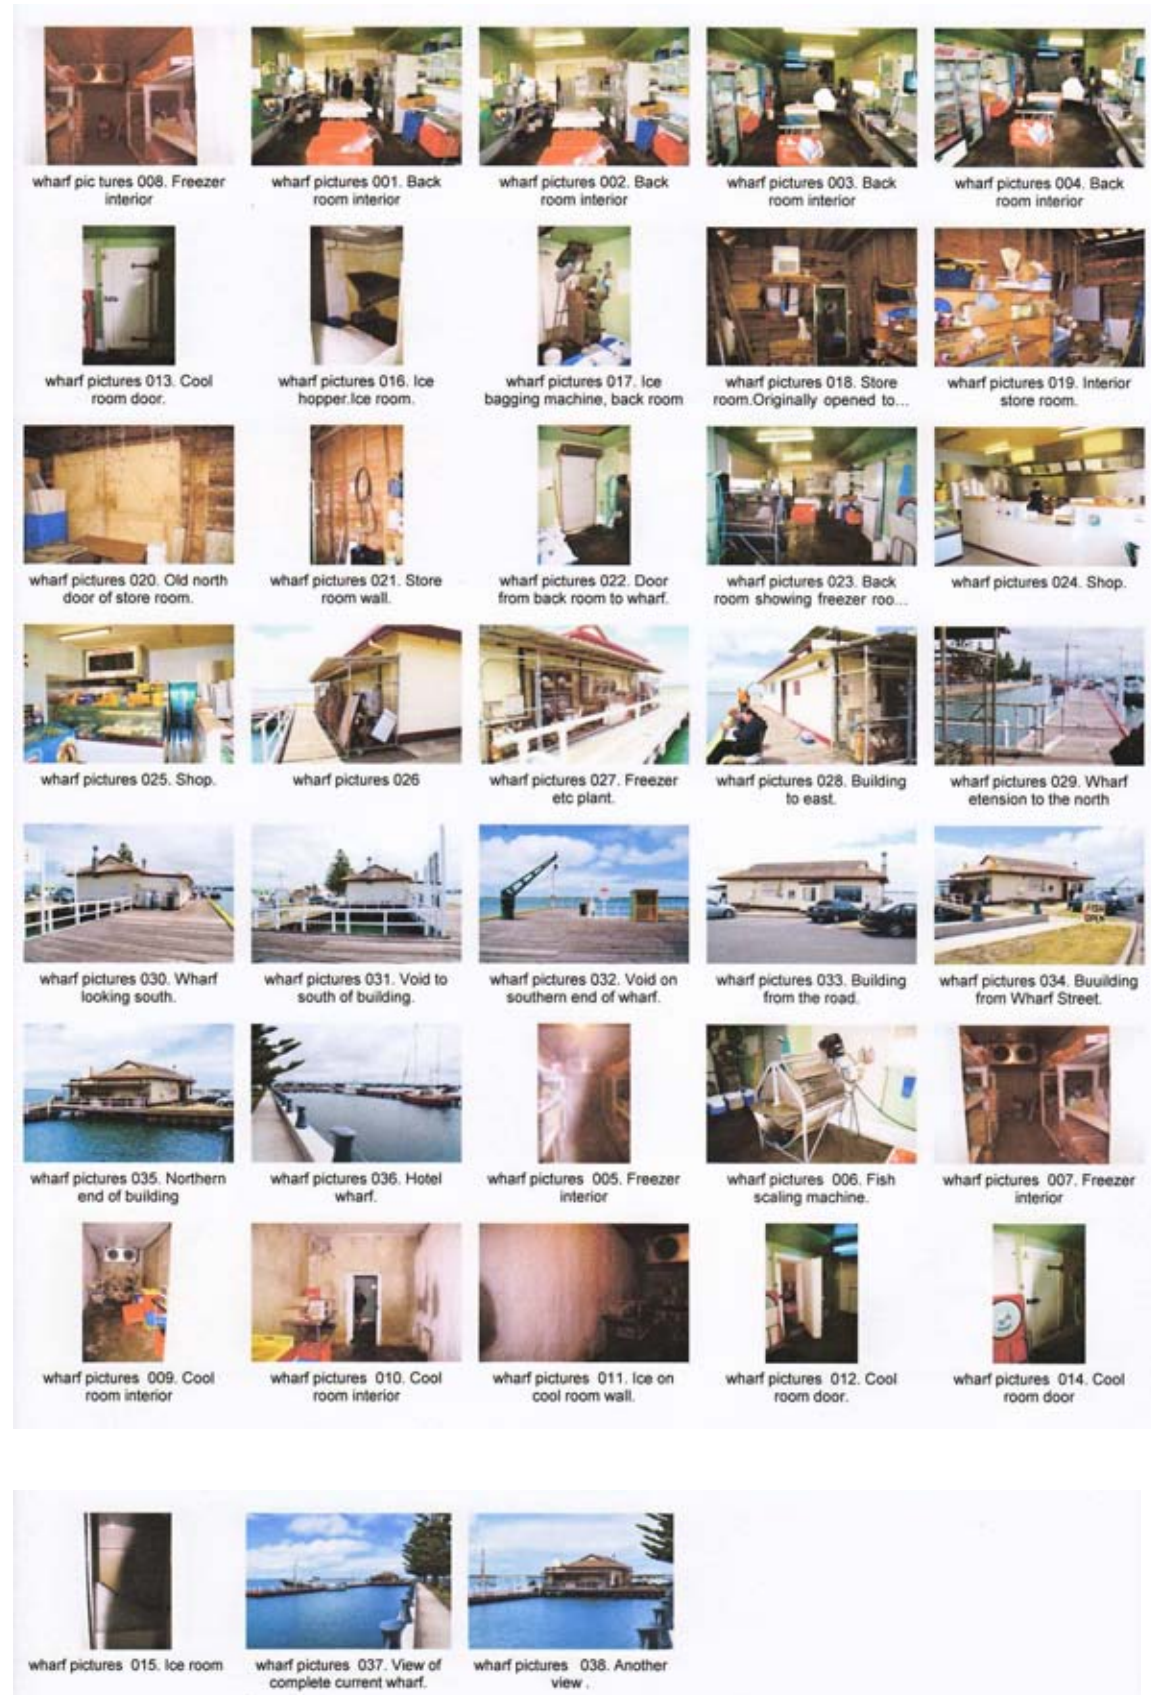 wharf pic tures 008. Freezer
interior
wharf pictures 001. Back
room interior
wharf pictures 002. Back
room interior
wharf pictures 003. Back
room interior
wharf pictures 004. Back
room interior
wharf pictures 013. Cool
room door.
wharf pictures 016. Ice
hopper.Ice room.
wharf pictures 017. Ice
bagging machine, back room
wharf pictures 018. Store
room.Originally opened to...
wharf pictures 019. Interior
store room.
wharf pictures 020. Old north
door of store room.
wharf pictures 021. Store
room wall.
wharf pictures 022. Door
from back room to wharf.
wharf pictures 023. Back
room showing freezer roo...
wharf pictures 024. Shop.
wharf pictures 025. Shop.
wharf pictures 026
wharf pictures 027. Freezer
etc plant.
wharf pictures 028. Building
to east.
wharf pictures 029. Wharf
etension to the north
wharf pictures 030. Wharf
looking south.
wharf pictures 031. Void to
south of building.
wharf pictures 032. Void on
southern end of wharf.
wharf pictures 033. Building
from the road.
FISH
OPEN
wharf pictures 034. Buuilding
from Wharf Street.
wharf pictures 035. Northern
end of building
wharf pictures 036. Hotel
wharf.
wharf pictures 005. Freezer
interior
wharf pictures 006. Fish
scaling machine.
wharf pictures 007. Freezer
interior
wharf pictures 009. Cool
room interior
wharf pictures 010. Cool
room interior
wharf pictures 011. Ice on
cool room wall.
wharf pictures 012. Cool
room door.
wharf pictures 014. Cool
room door
wharf pictures 015. Ice room
wharf pictures 037. View of
complete current wharf.
wharf pictures 038. Another
view .